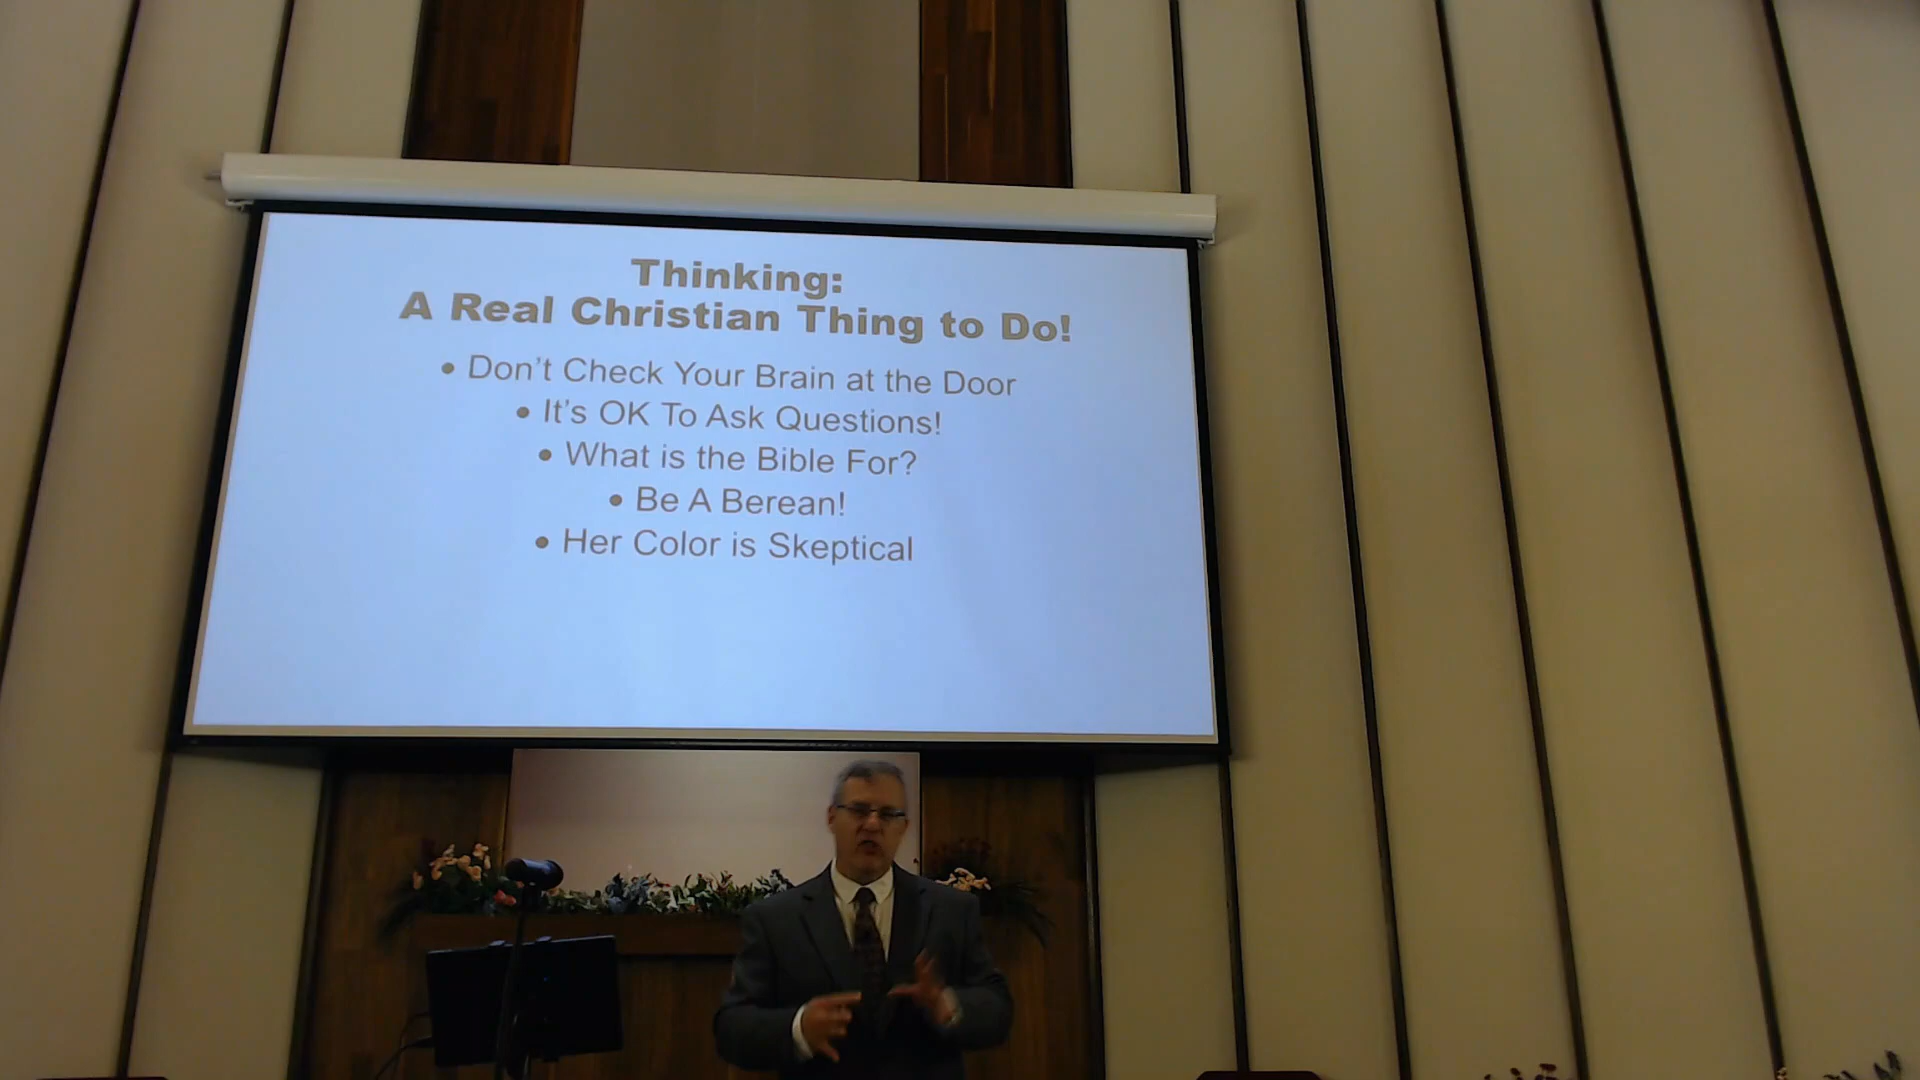 Thinking:
A Real Christian Thing to Do!
• Don't Check Your Brain at the Door
• It's OK To Ask Questions!
• What is the Bible For?
• Be A Berean!
• Her Color is Skeptical